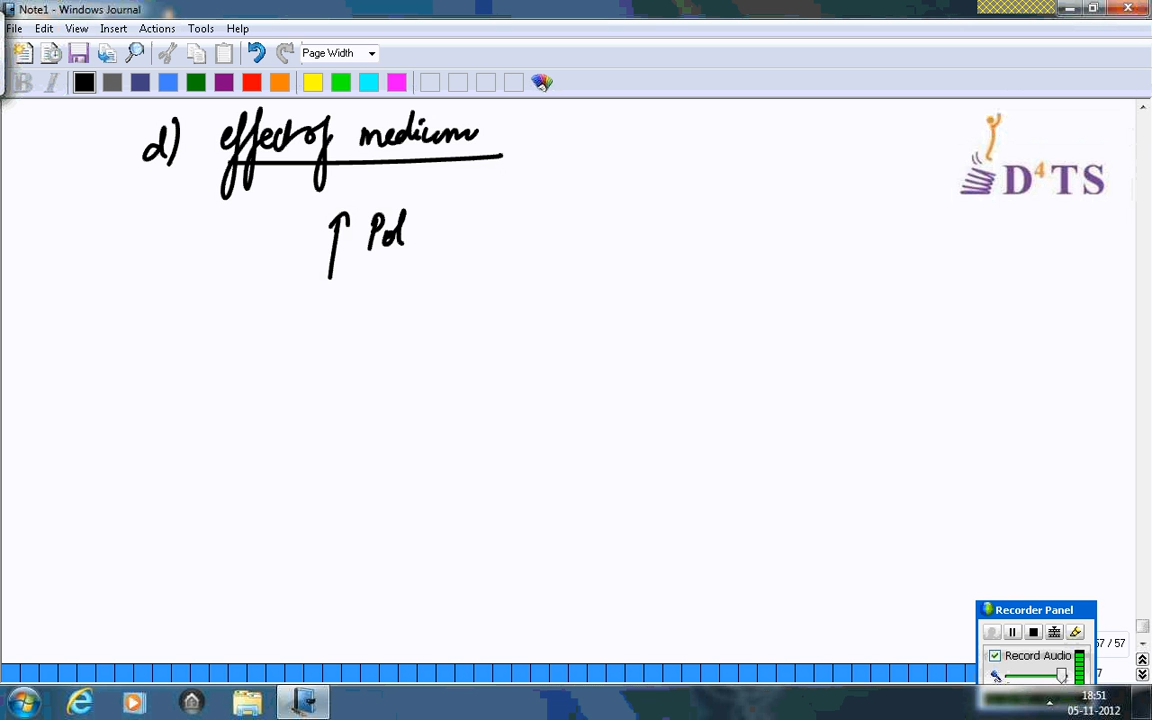 Note1 - Windows Journal
File Edit View Insert Actions Tools Help
Page Width
B I
d) effect of medium
↑ Pol
D4TS
Recorder Panel
57 / 57
Record Audio
7
18:51
05-11-2012